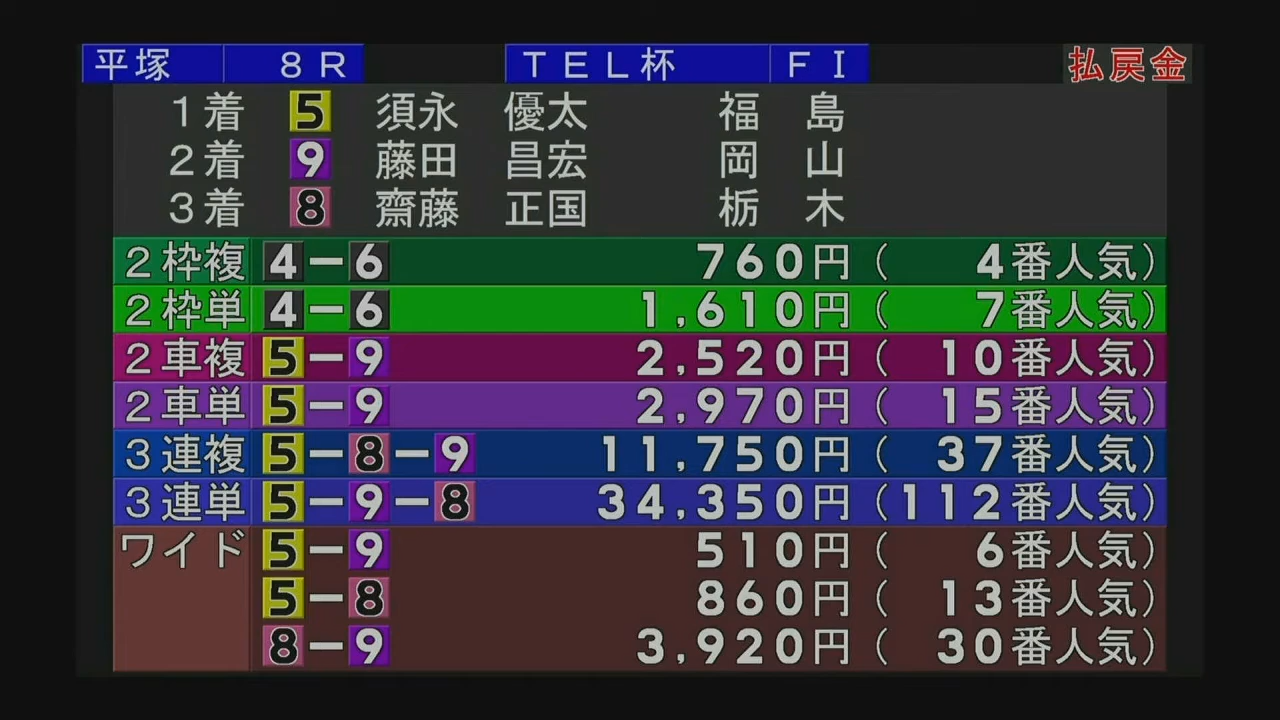 平塚 8R TEL杯 FⅠ 払戻金
1着 5 須永 優太 福島
2着 9 藤田 昌宏 岡山
3着 8 齋藤 正国 栃木
2枠複 4-6 760円(4番人気)
2枠単 4-6 1,610円(7番人気)
2車複 5-9 2,520円(10番人気)
2車単 5-9 2,970円(15番人気)
3連複 5-8-9 11,750円(37番人気)
3連単 5-9-8 34,350円(112番人気)
ワイド 5-9 510円(6番人気)
5-8 860円(13番人気)
8-9 3,920円(30番人気)